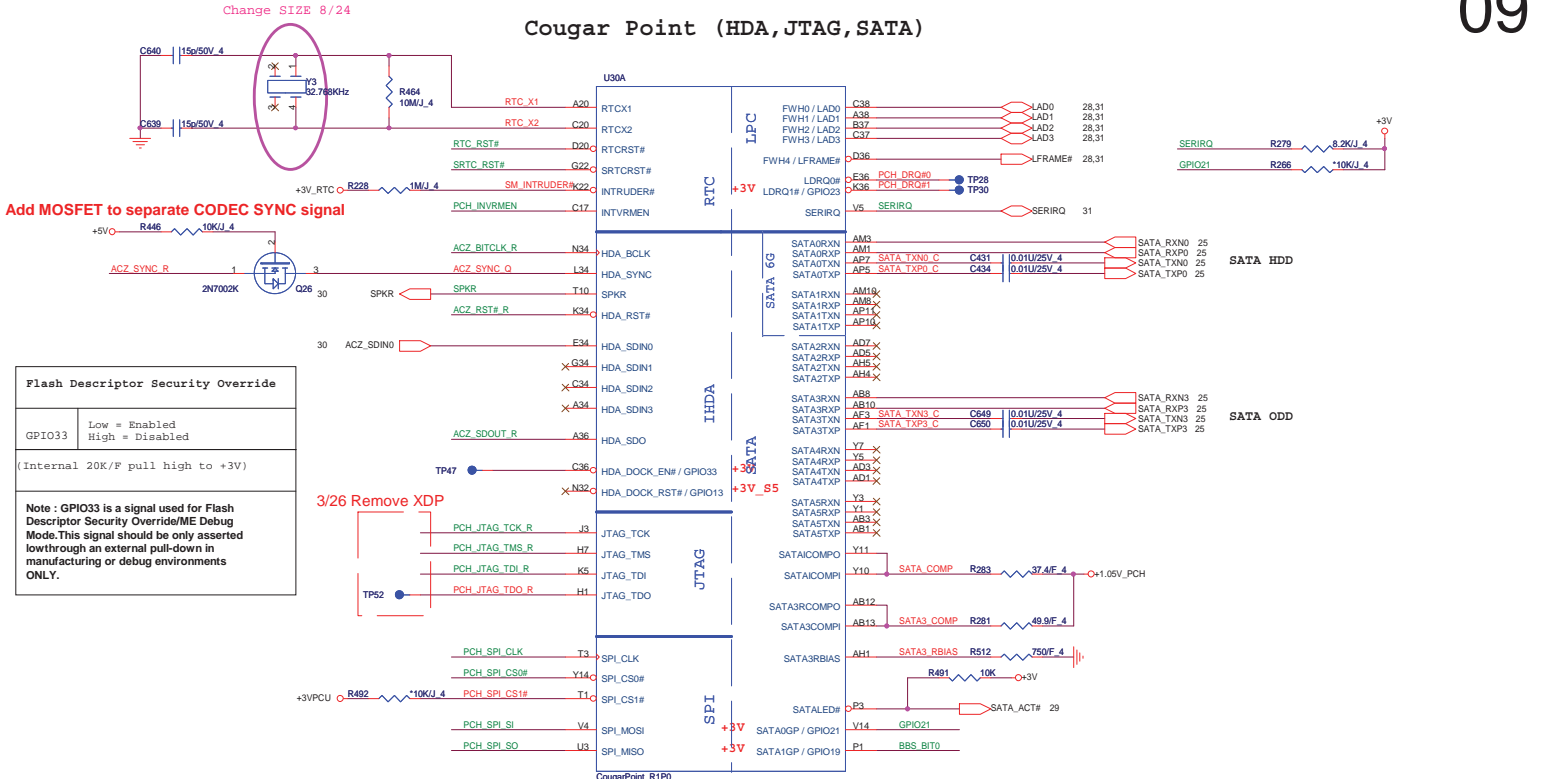 Change SIZE 8/24
Cougar Point (HDA,JTAG,SATA)
09
C640 15p/50V_4
2 1
Y3
32.768KHz
3 4
R464
10M/J_4
C639 15p/50V_4
U30A
RTC_X1 A20 RTCX1
RTC_X2 C20 RTCX2
RTC_RST# D20 RTCRST#
SRTC_RST# G22 SRTCRST#
+3V_RTC R228 1M/J_4 SM_INTRUDER# K22 INTRUDER#
PCH_INVRMEN C17 INTVRMEN
RTC
LPC
+3V
FWH0 / LAD0 C38 LAD0 28,31
FWH1 / LAD1 A38 LAD1 28,31
FWH2 / LAD2 B37 LAD2 28,31
FWH3 / LAD3 C37 LAD3 28,31
FWH4 / LFRAME# D36 LFRAME# 28,31
LDRQ0# E36 PCH_DRQ#0 TP28
LDRQ1# / GPIO23 K36 PCH_DRQ#1 TP30
SERIRQ V5 SERIRQ SERIRQ 31
+3V
SERIRQ R279 8.2K/J_4
GPIO21 R266 *10K/J_4
Add MOSFET to separate CODEC SYNC signal
+5V R446 10K/J_4
2
ACZ_SYNC_R 1 3 ACZ_SYNC_Q L34 HDA_SYNC
2N7002K Q26
ACZ_BITCLK_R N34 HDA_BCLK
30 SPKR SPKR T10 SPKR
ACZ_RST#_R K34 HDA_RST#
30 ACZ_SDIN0 E34 HDA_SDIN0
G34 HDA_SDIN1
C34 HDA_SDIN2
A34 HDA_SDIN3
ACZ_SDOUT_R A36 HDA_SDO
TP47 C36 HDA_DOCK_EN# / GPIO33 +3V
N32 HDA_DOCK_RST# / GPIO13 +3V_S5
IHDA
SATA
SATA 6G
SATA0RXN AM3 SATA_RXN0 25
SATA0RXP AM1 SATA_RXP0 25
SATA0TXN AP7 SATA_TXN0_C C431 0.01U/25V_4 SATA_TXN0 25
SATA0TXP AP5 SATA_TXP0_C C434 0.01U/25V_4 SATA_TXP0 25
SATA HDD
SATA1RXN AM10
SATA1RXP AM8
SATA1TXN AP11
SATA1TXP AP10
SATA2RXN AD7
SATA2RXP AD5
SATA2TXN AH5
SATA2TXP AH4
SATA3RXN AB8 SATA_RXN3 25
SATA3RXP AB10 SATA_RXP3 25
SATA3TXN AF3 SATA_TXN3_C C649 0.01U/25V_4 SATA_TXN3 25
SATA3TXP AF1 SATA_TXP3_C C650 0.01U/25V_4 SATA_TXP3 25
SATA ODD
SATA4RXN Y7
SATA4RXP Y5
SATA4TXN AD3
SATA4TXP AD1
SATA5RXN Y3
SATA5RXP Y1
SATA5TXN AB3
SATA5TXP AB1
SATAICOMPO Y11
SATAICOMPI Y10 SATA_COMP R283 37.4/F_4 +1.05V_PCH
SATA3RCOMPO AB12
SATA3COMPI AB13 SATA3_COMP R281 49.9/F_4
SATA3RBIAS AH1 SATA3_RBIAS R512 750/F_4
R491 10K +3V
SATALED# P3 SATA_ACT# 29
SATA0GP / GPIO21 V14 GPIO21
SATA1GP / GPIO19 P1 BBS_BIT0
Flash Descriptor Security Override
GPIO33
Low = Enabled
High = Disabled
(Internal 20K/F pull high to +3V)
Note : GPIO33 is a signal used for Flash
Descriptor Security Override/ME Debug
Mode.This signal should be only asserted
lowthrough an external pull-down in
manufacturing or debug environments
ONLY.
3/26 Remove XDP
PCH_JTAG_TCK_R J3 JTAG_TCK
PCH_JTAG_TMS_R H7 JTAG_TMS
PCH_JTAG_TDI_R K5 JTAG_TDI
TP52 PCH_JTAG_TDO_R H1 JTAG_TDO
JTAG
PCH_SPI_CLK T3 SPI_CLK
PCH_SPI_CS0# Y14 SPI_CS0#
+3VPCU R492 *10K/J_4 PCH_SPI_CS1# T1 SPI_CS1#
PCH_SPI_SI V4 SPI_MOSI +3V
PCH_SPI_SO U3 SPI_MISO +3V
SPI
CougarPoint_R1P0